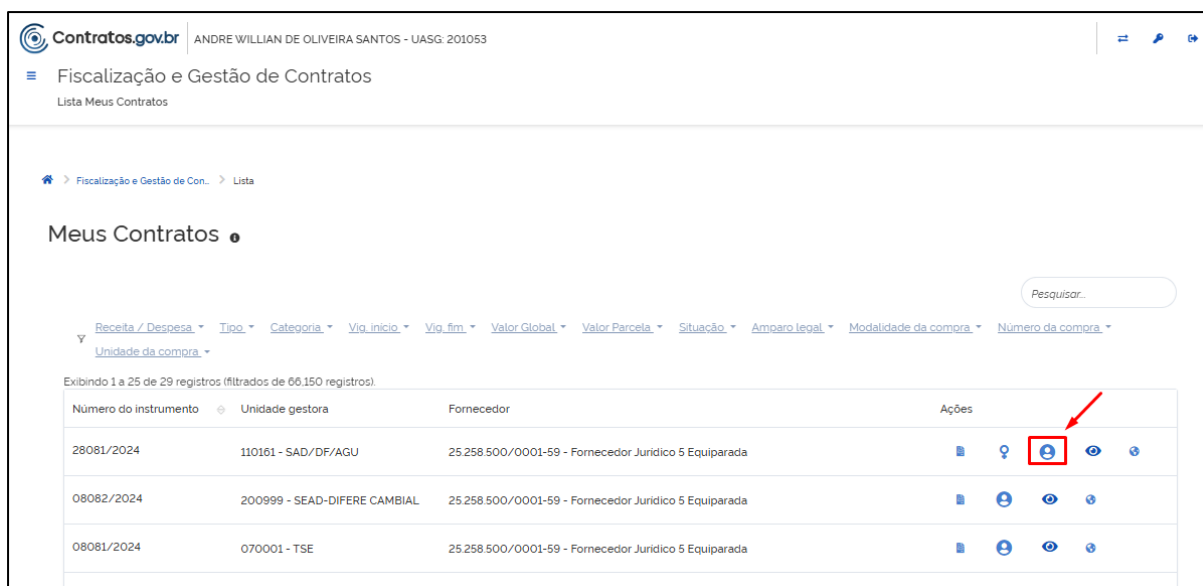 Contratos.gov.br ANDRE WILLIAN DE OLIVEIRA SANTOS - UASG: 201053
Fiscalização e Gestão de Contratos
Lista Meus Contratos
Fiscalização e Gestão de Con... > Lista
Meus Contratos
Pesquisar...
Receita / Despesa Tipo Categoria Vig. início Vig. fim Valor Global Valor Parcela Situação Amparo legal Modalidade da compra Número da compra
Unidade da compra
Exibindo 1 a 25 de 29 registros (filtrados de 66,150 registros).
Número do instrumento Unidade gestora Fornecedor Ações
28081/2024 110161 - SAD/DF/AGU 25.258.500/0001-59 - Fornecedor Jurídico 5 Equiparada
08082/2024 200999 - SEAD-DIFERE CAMBIAL 25.258.500/0001-59 - Fornecedor Jurídico 5 Equiparada
08081/2024 070001 - TSE 25.258.500/0001-59 - Fornecedor Jurídico 5 Equiparada